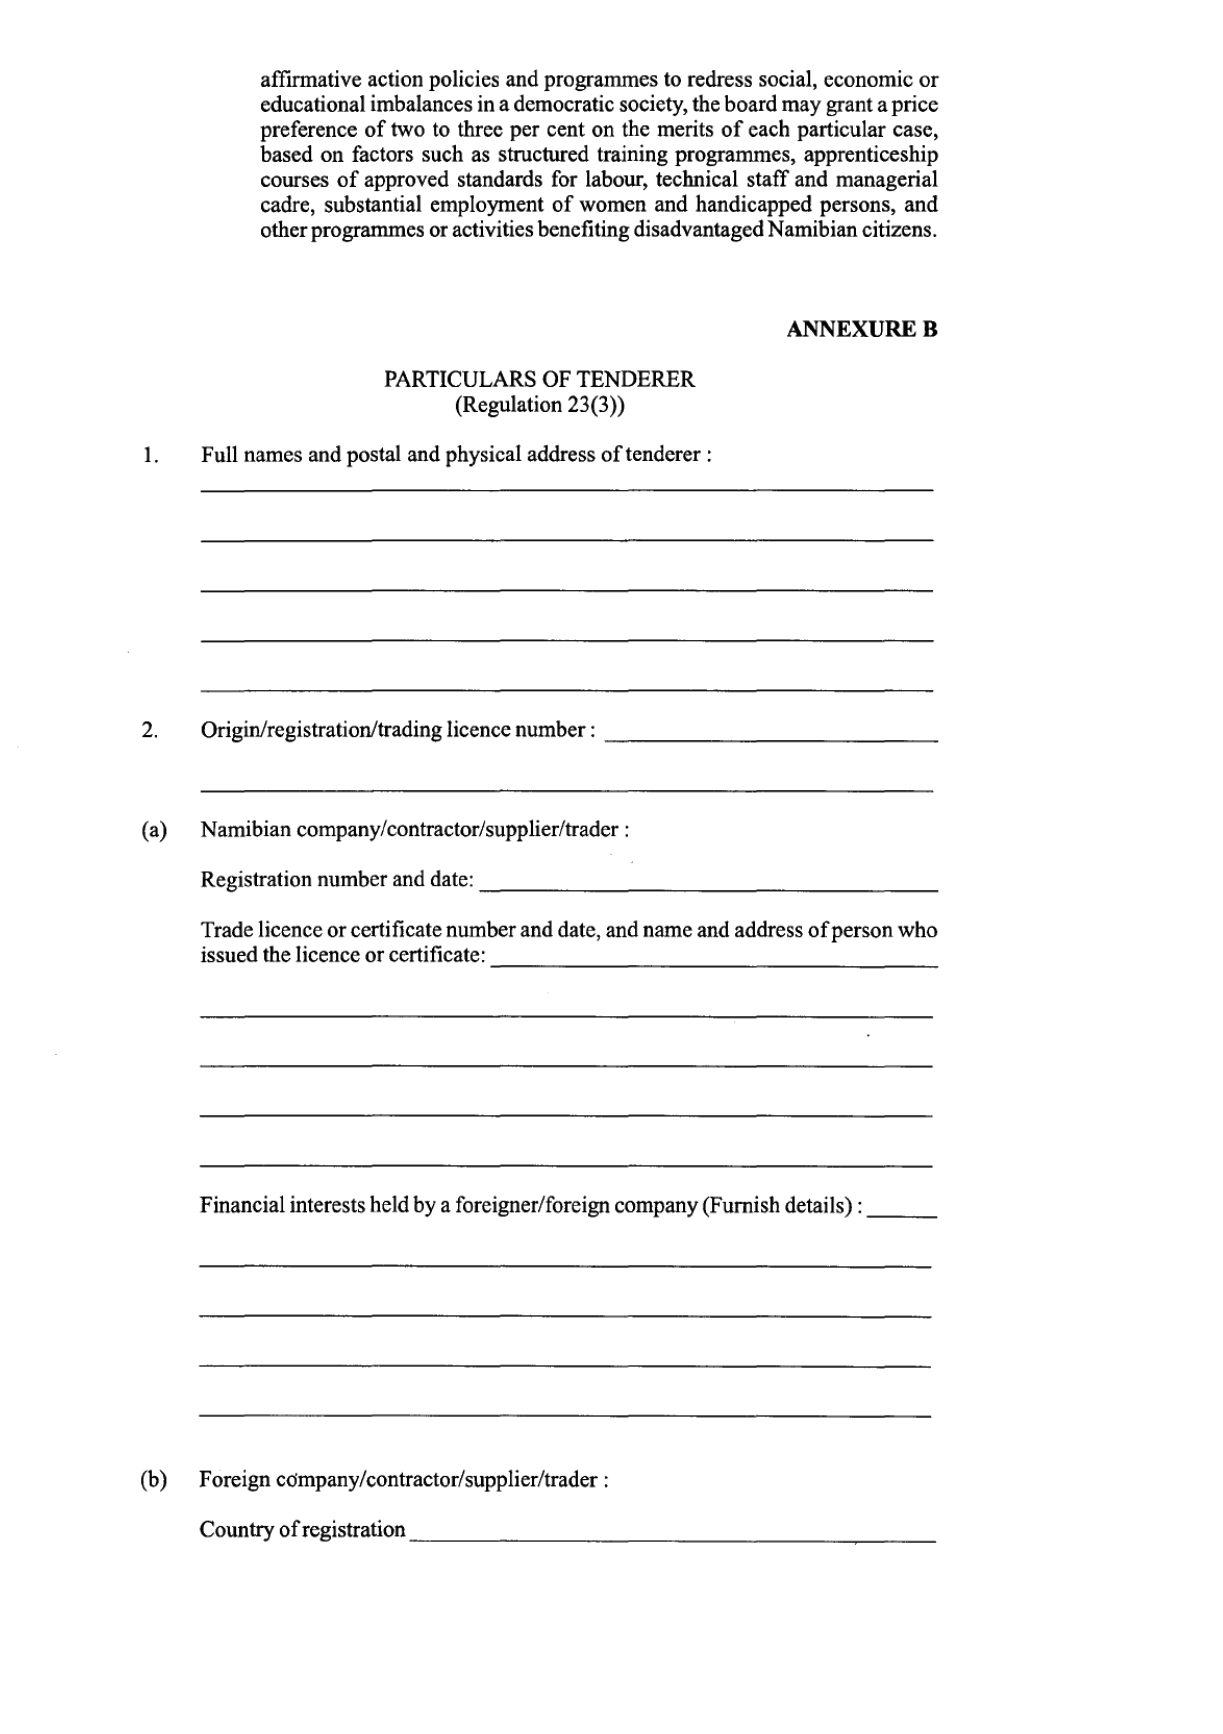 affirmative action policies and programmes to redress social, economic or
educational imbalances in a democratic society, the board may grant a price
preference of two to three per cent on the merits of each particular case,
based on factors such as structured training programmes, apprenticeship
courses of approved standards for labour, technical staff and managerial
cadre, substantial employment of women and handicapped persons, and
other programmes or activities benefiting disadvantaged Namibian citizens.
ANNEXURE B
PARTICULARS OF TENDERER
(Regulation 23(3))
1. Full names and postal and physical address of tenderer :
2. Origin/registration/trading licence number :
(a) Namibian company/contractor/supplier/trader :
Registration number and date:
Trade licence or certificate number and date, and name and address of person who
issued the licence or certificate:
Financial interests held by a foreigner/foreign company (Furnish details) :
(b) Foreign company/contractor/supplier/trader :
Country of registration